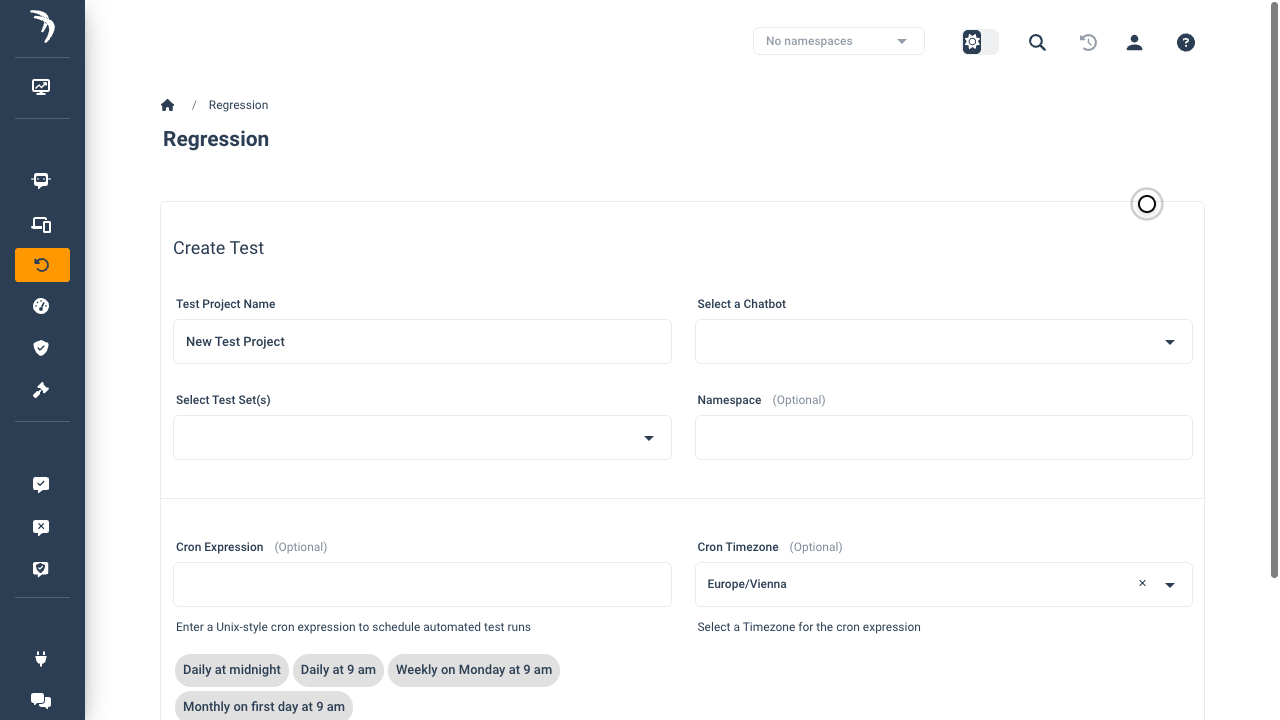 No namespaces
/ Regression
Regression
Create Test
Test Project Name
Select a Chatbot
New Test Project
Select Test Set(s)
Namespace (Optional)
Cron Expression (Optional)
Cron Timezone (Optional)
Europe/Vienna ×
Enter a Unix-style cron expression to schedule automated test runs
Select a Timezone for the cron expression
Daily at midnight Daily at 9 am Weekly on Monday at 9 am
Monthly on first day at 9 am